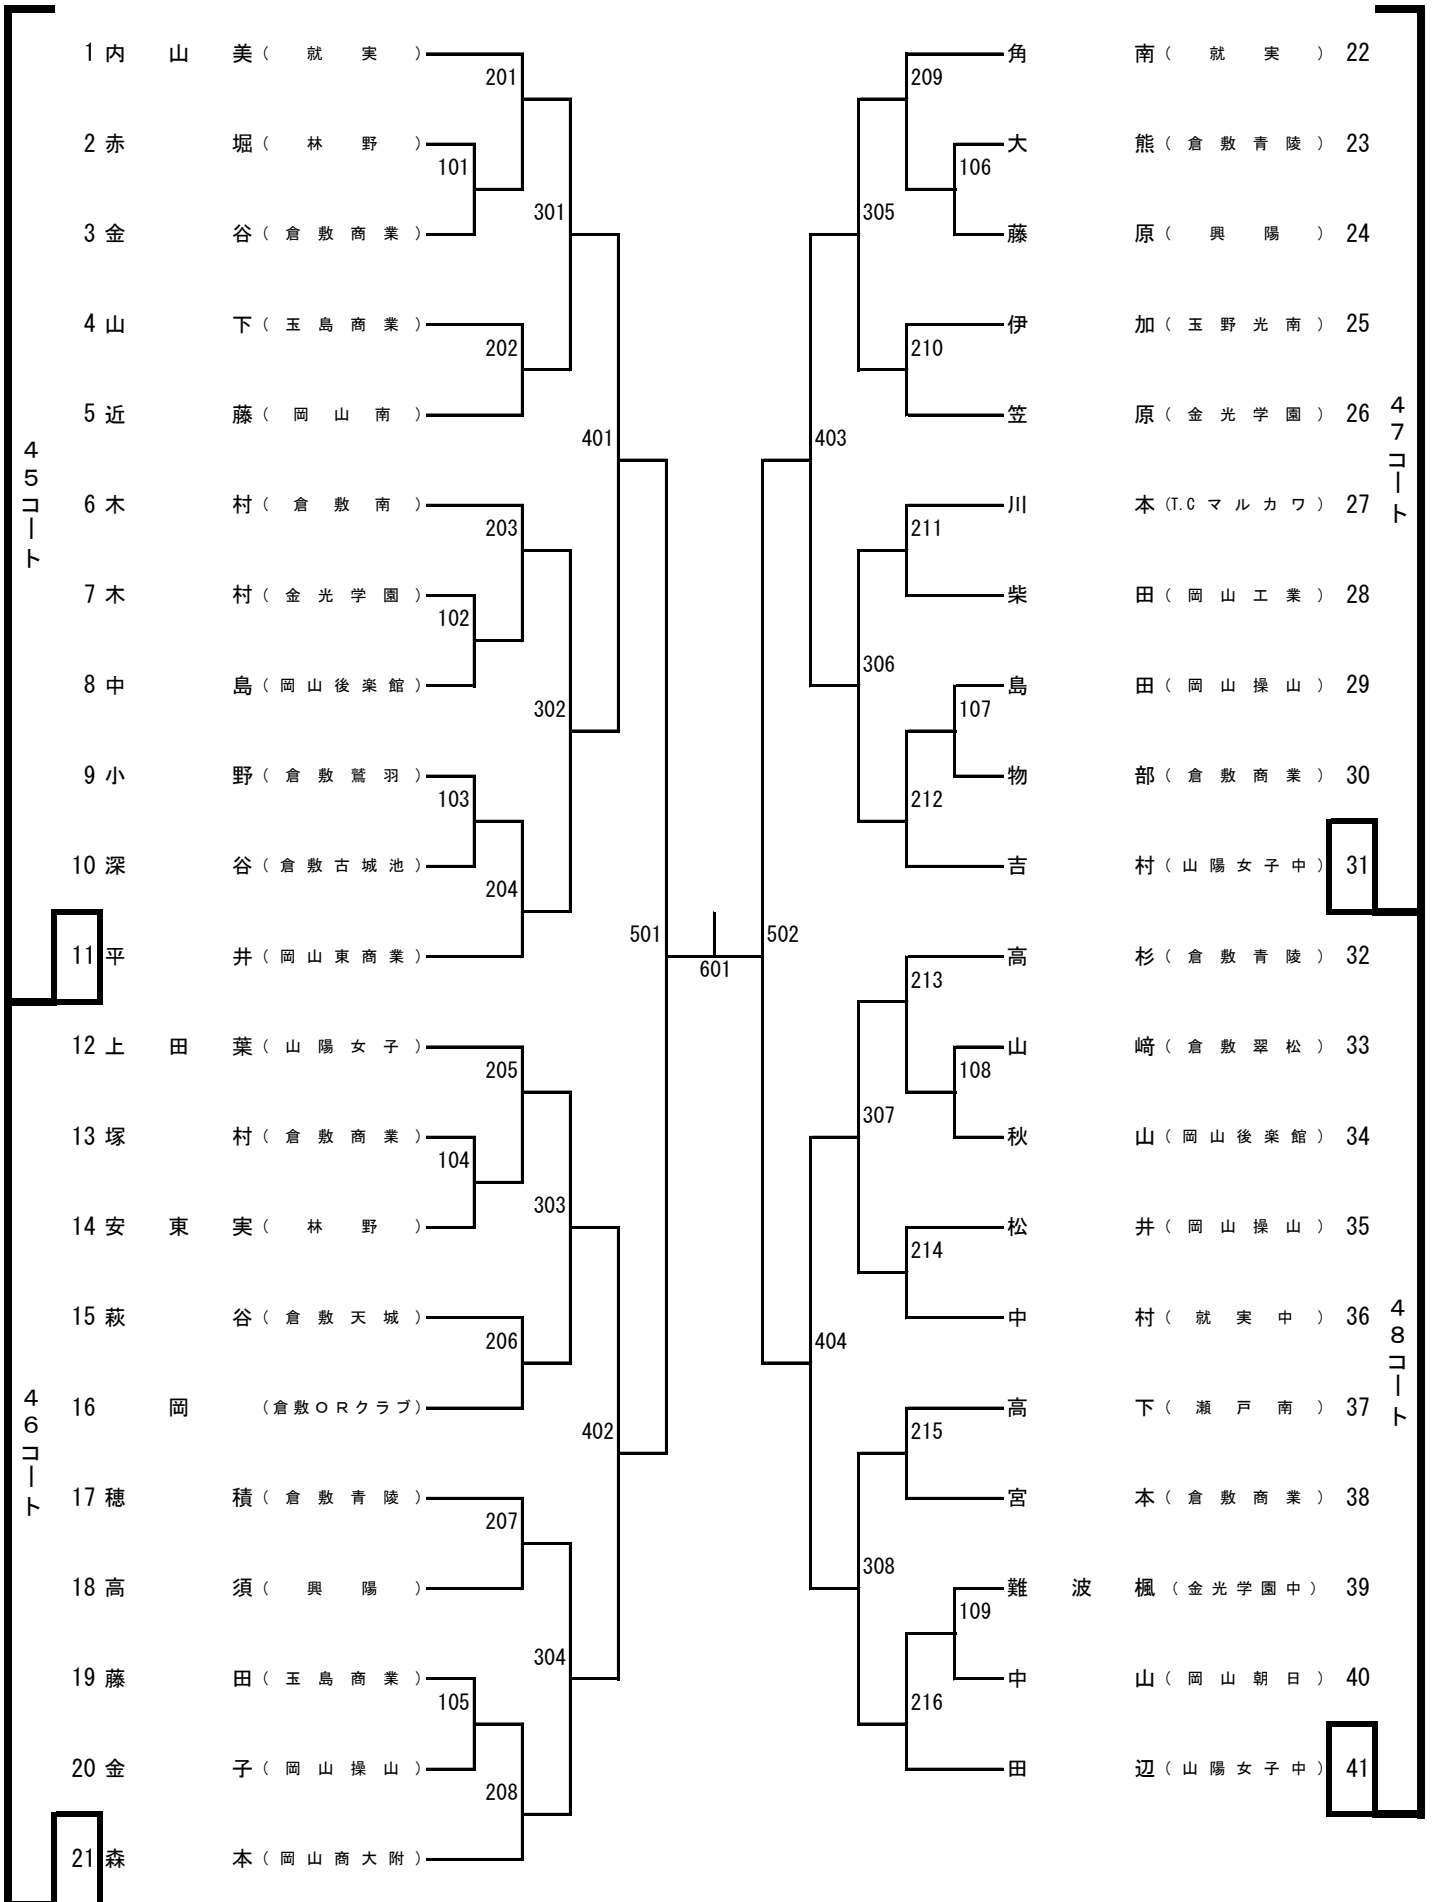 1 内山美(就実)
201
2 赤堀(林野)
101
3 金谷(倉敷商業)
301
4 山下(玉島商業)
202
5 近藤(岡山南)
401
45コート
6 木村(倉敷南)
203
7 木村(金光学園)
102
8 中島(岡山後楽館)
302
9 小野(倉敷鷲羽)
103
10 深谷(倉敷古城池)
204
11 平井(岡山東商業)
501
12 上田葉(山陽女子)
205
13 塚村(倉敷商業)
104
14 安東実(林野)
303
15 萩谷(倉敷天城)
206
16 岡(倉敷ORクラブ)
402
46コート
17 穂積(倉敷青陵)
207
18 高須(興陽)
304
19 藤田(玉島商業)
105
20 金子(岡山操山)
208
21 森本(岡山商大附)
601
角南(就実) 22
209
大熊(倉敷青陵) 23
106
藤原(興陽) 24
305
伊加(玉野光南) 25
210
笠原(金光学園) 26
403
47コート
川本(T.Cマルカワ) 27
211
柴田(岡山工業) 28
306
島田(岡山操山) 29
107
物部(倉敷商業) 30
212
吉村(山陽女子中) 31
502
高杉(倉敷青陵) 32
213
山﨑(倉敷翠松) 33
108
秋山(岡山後楽館) 34
307
松井(岡山操山) 35
214
中村(就実中) 36
404
48コート
高下(瀬戸南) 37
215
宮本(倉敷商業) 38
308
難波楓(金光学園中) 39
109
中山(岡山朝日) 40
216
田辺(山陽女子中) 41